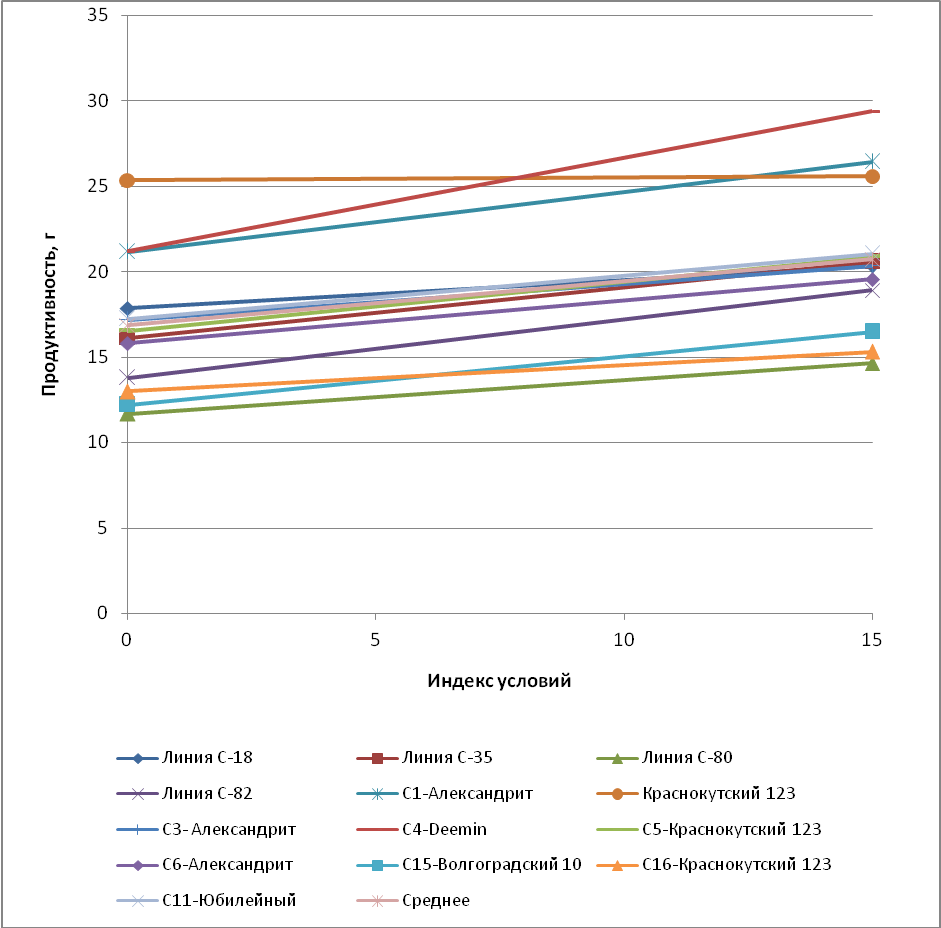 35
30
25
20
15
10
5
0
Продуктивность, г
0 5 10 15
Индекс условий
Линия С-18 Линия С-35 Линия С-80
Линия С-82 С1-Александрит Краснокутский 123
С3- Александрит С4-Deemin С5-Краснокутский 123
С6-Александрит С15-Волгоградский 10 С16-Краснокутский 123
С11-Юбилейный Среднее